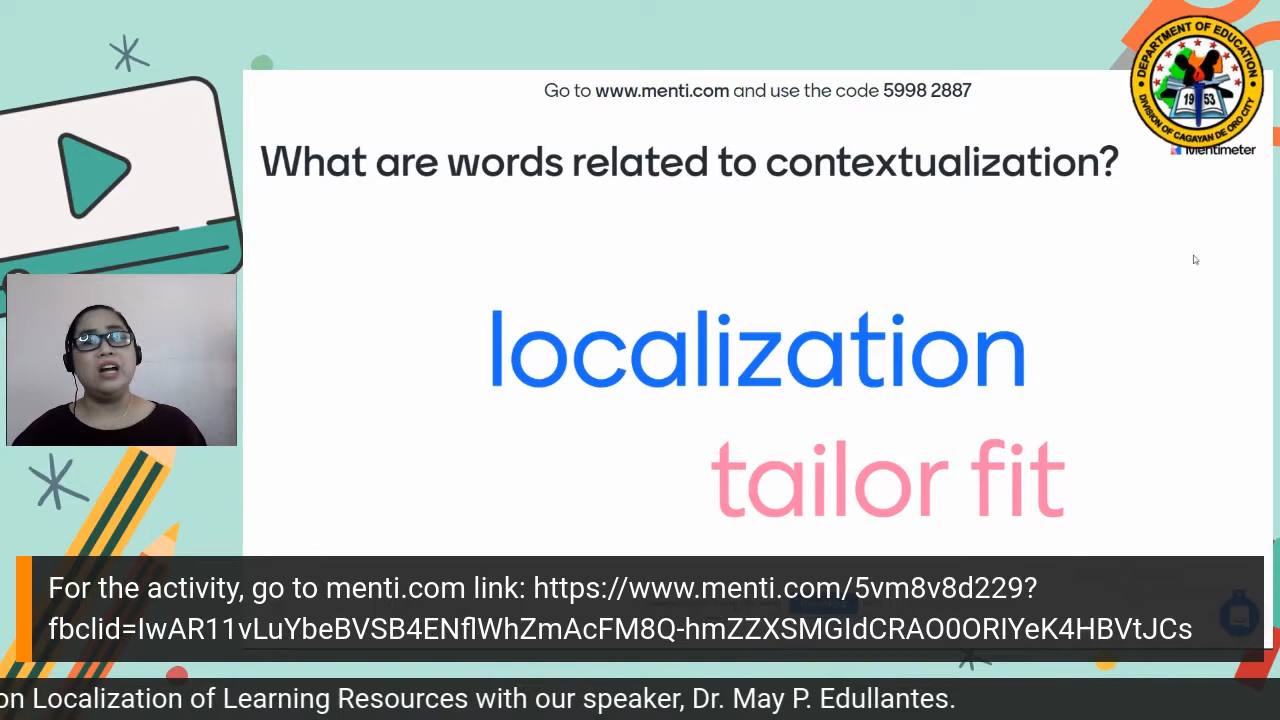 Go to www.menti.com and use the code 5998 2887
DEPARTMENT OF EDUCATION
1953
DIVISION OF CAGAYAN DE ORO CITY
Mentimeter
What are words related to contextualization?
localization
tailor fit
For the activity, go to menti.com link: https://www.menti.com/5vm8v8d229?
fbclid=IwAR11vLuYbeBVSB4ENflWhZmAcFM8Q-hmZZXSMGIdCRAO0ORIYeK4HBVtJCs
on Localization of Learning Resources with our speaker, Dr. May P. Edullantes.